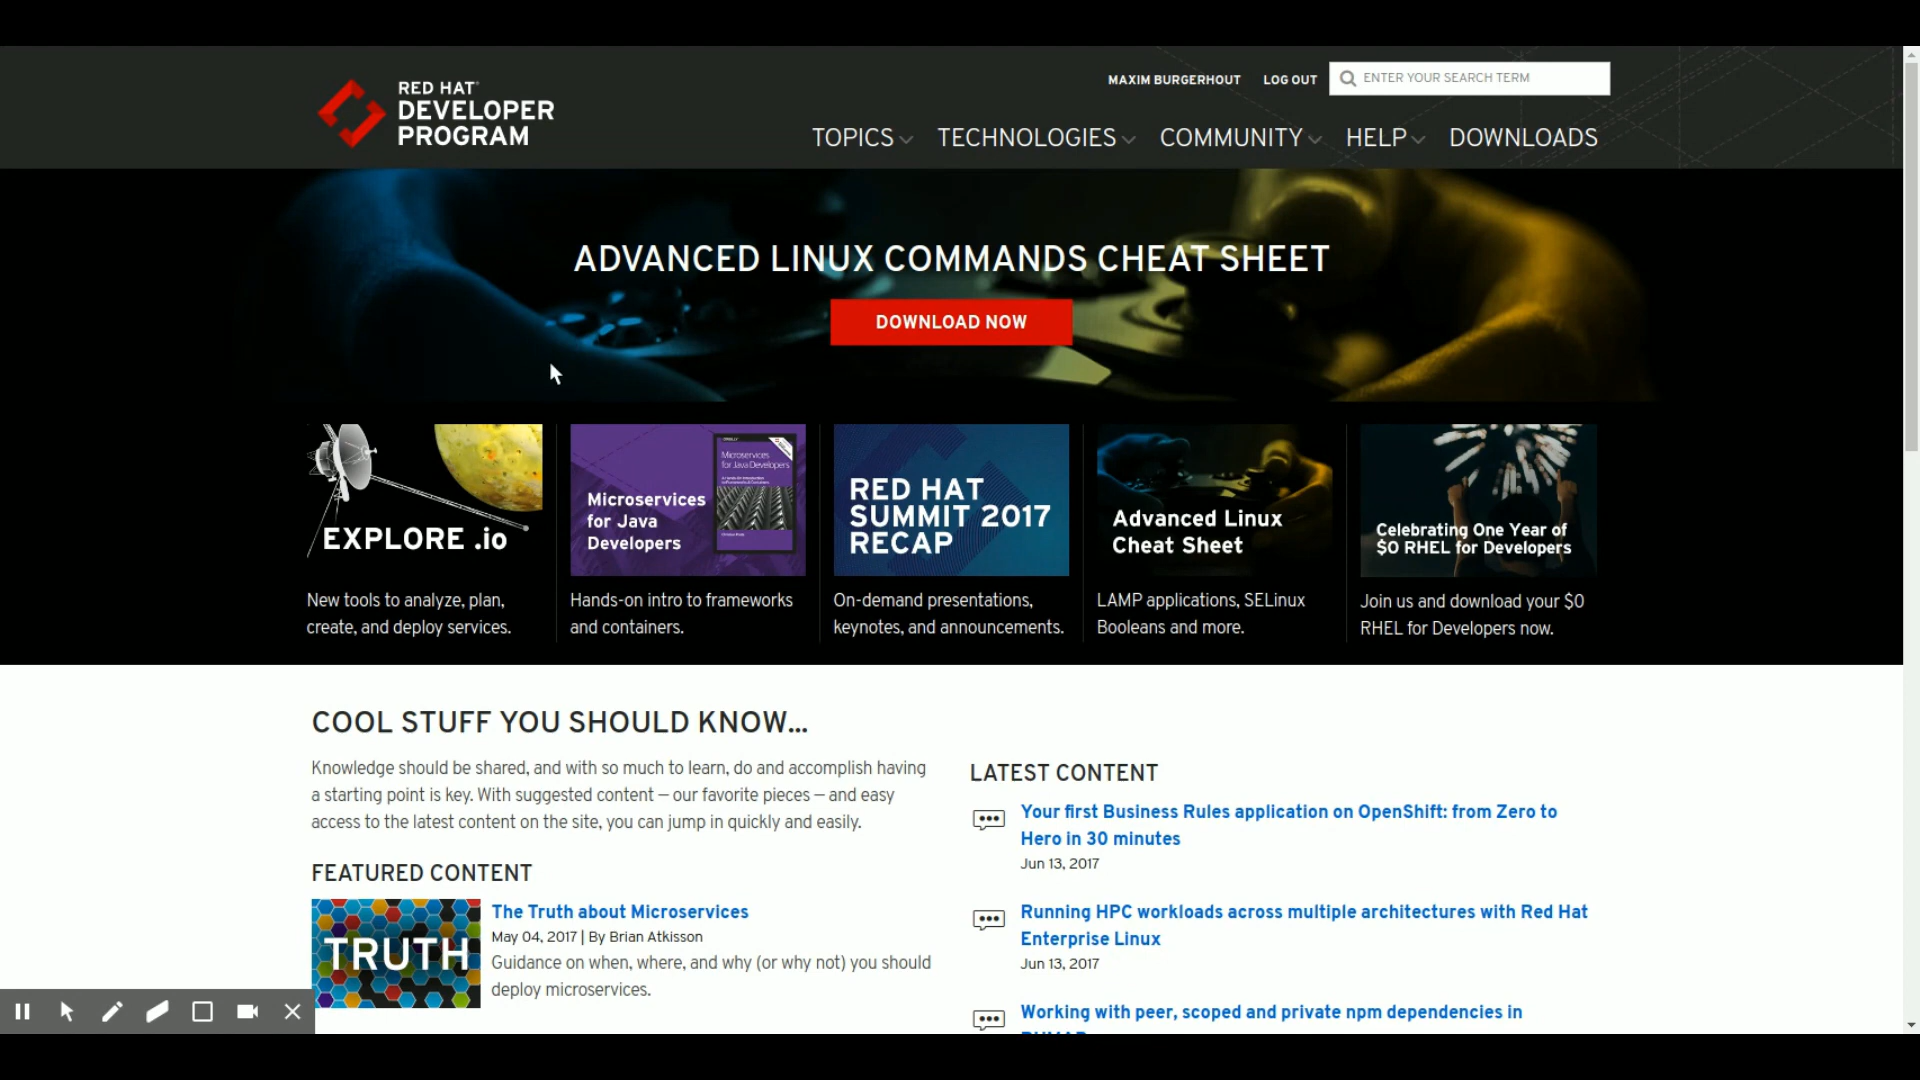 RED HAT
DEVELOPER
PROGRAM
MAXIM BURGERHOUT
LOG OUT
ENTER YOUR SEARCH TERM
TOPICS
TECHNOLOGIES
COMMUNITY
HELP
DOWNLOADS
ADVANCED LINUX COMMANDS CHEAT SHEET
DOWNLOAD NOW
EXPLORE .io
New tools to analyze, plan,
create, and deploy services.
Microservices
for Java
Developers
Microservices
for Java Developers
Hands-on intro to frameworks
and containers.
RED HAT
SUMMIT 2017
RECAP
On-demand presentations,
keynotes, and announcements.
Advanced Linux
Cheat Sheet
LAMP applications, SELinux
Booleans and more.
Celebrating One Year of
$0 RHEL for Developers
Join us and download your $0
RHEL for Developers now.
COOL STUFF YOU SHOULD KNOW...
Knowledge should be shared, and with so much to learn, do and accomplish having
a starting point is key. With suggested content — our favorite pieces — and easy
access to the latest content on the site, you can jump in quickly and easily.
FEATURED CONTENT
TRUTH
The Truth about Microservices
May 04, 2017 | By Brian Atkisson
Guidance on when, where, and why (or why not) you should
deploy microservices.
LATEST CONTENT
Your first Business Rules application on OpenShift: from Zero to
Hero in 30 minutes
Jun 13, 2017
Running HPC workloads across multiple architectures with Red Hat
Enterprise Linux
Jun 13, 2017
Working with peer, scoped and private npm dependencies in